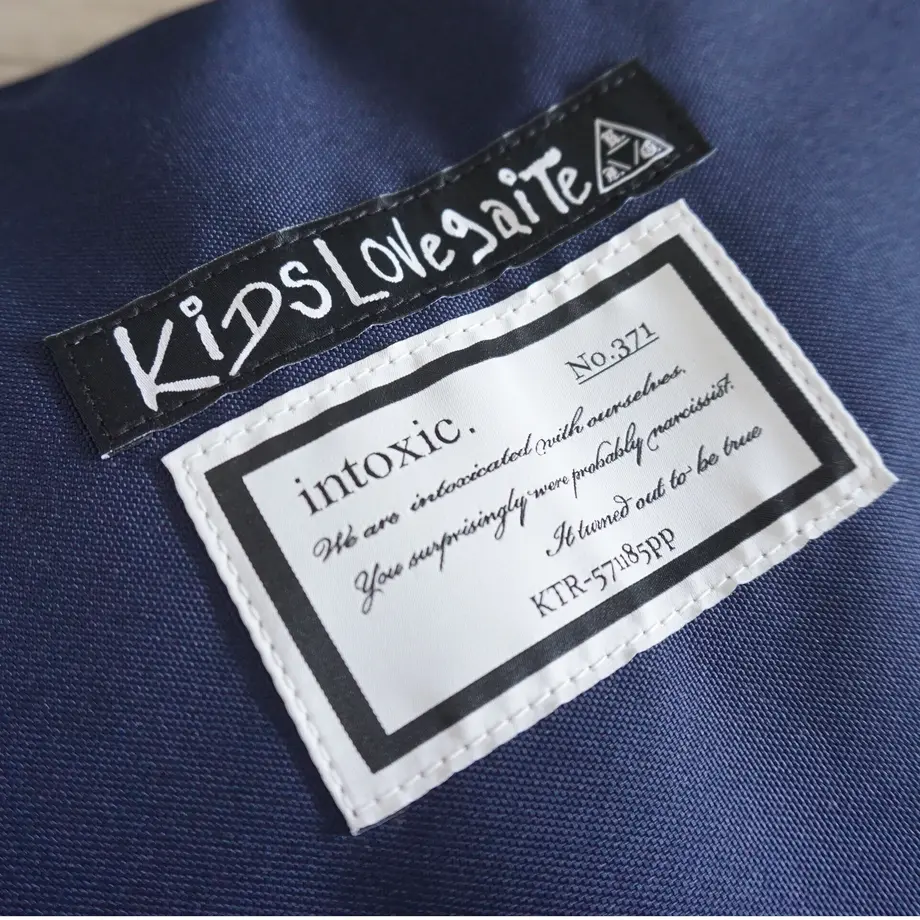 KiDSLOVegaiTe
No.371
intoxic.
We are intoxicated with ourselves.
You surprisingly were probably narcissist.
It turned out to be true
KTR-571185pp